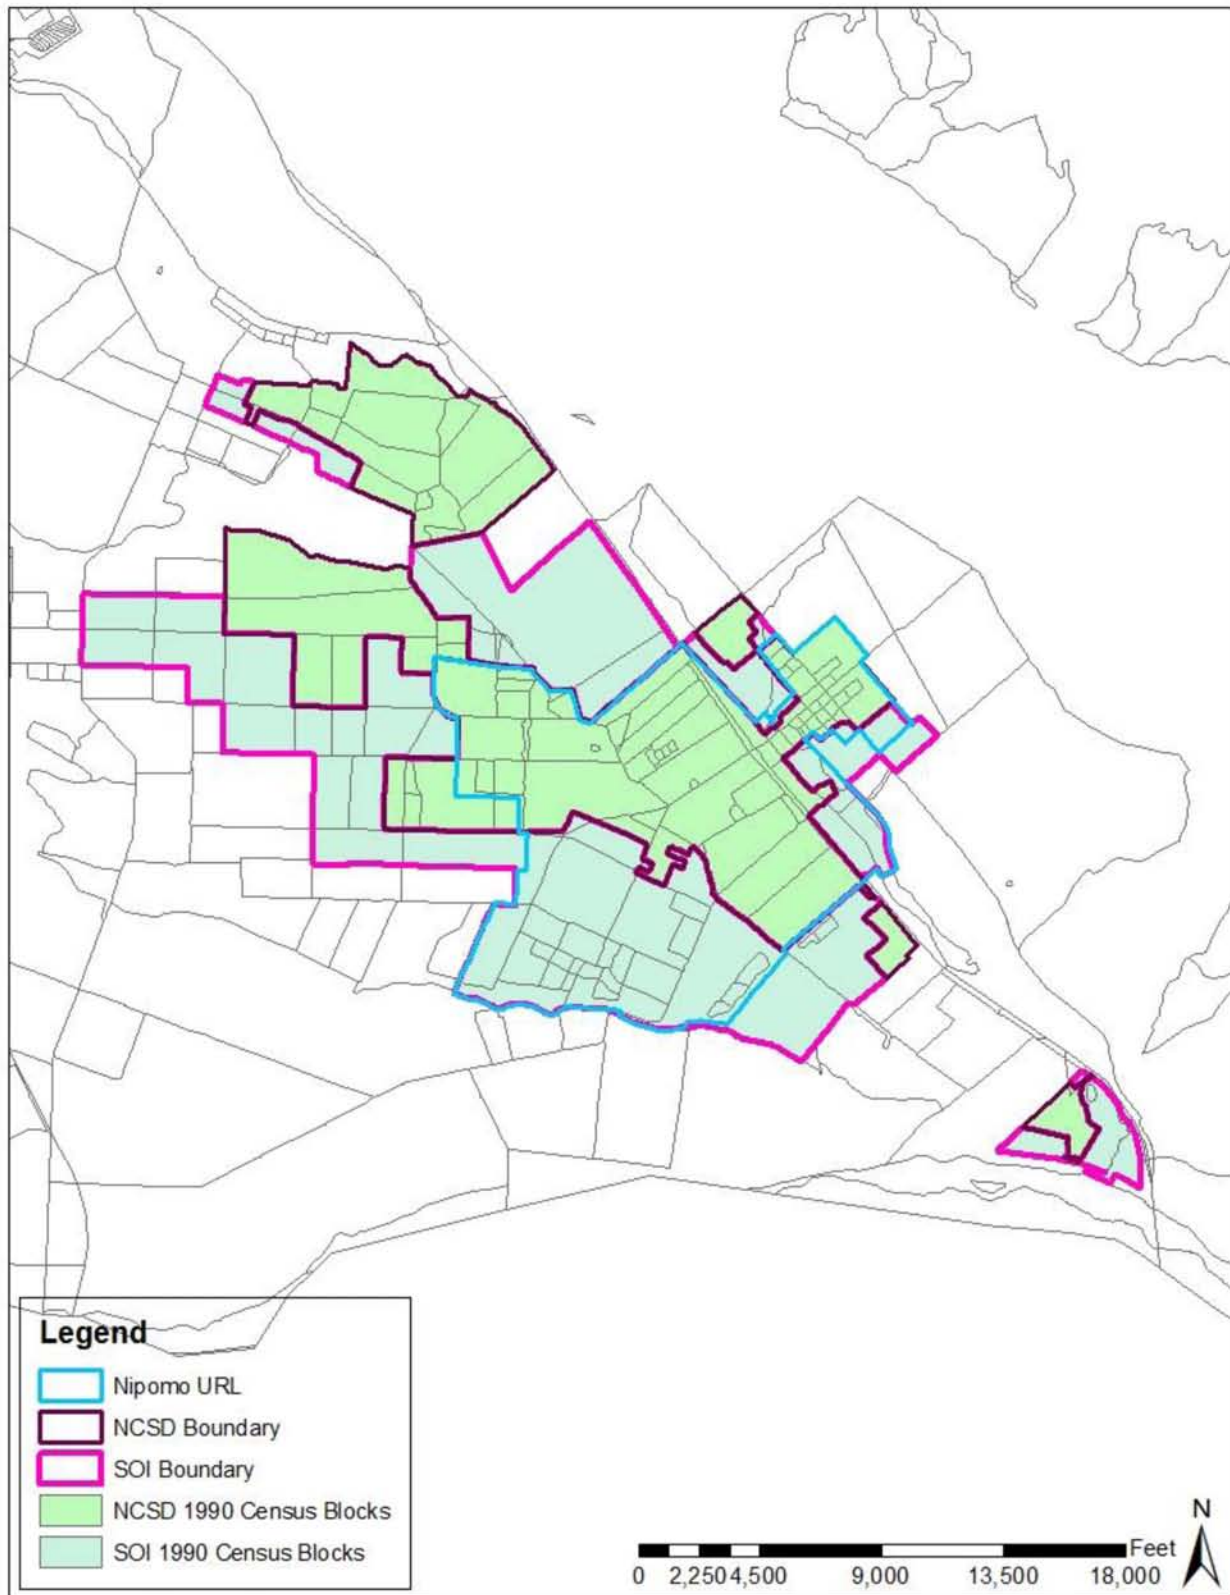 Legend
Nipomo URL
NCSD Boundary
SOI Boundary
NCSD 1990 Census Blocks
SOI 1990 Census Blocks
N
Feet
0 2,250 4,500 9,000 13,500 18,000